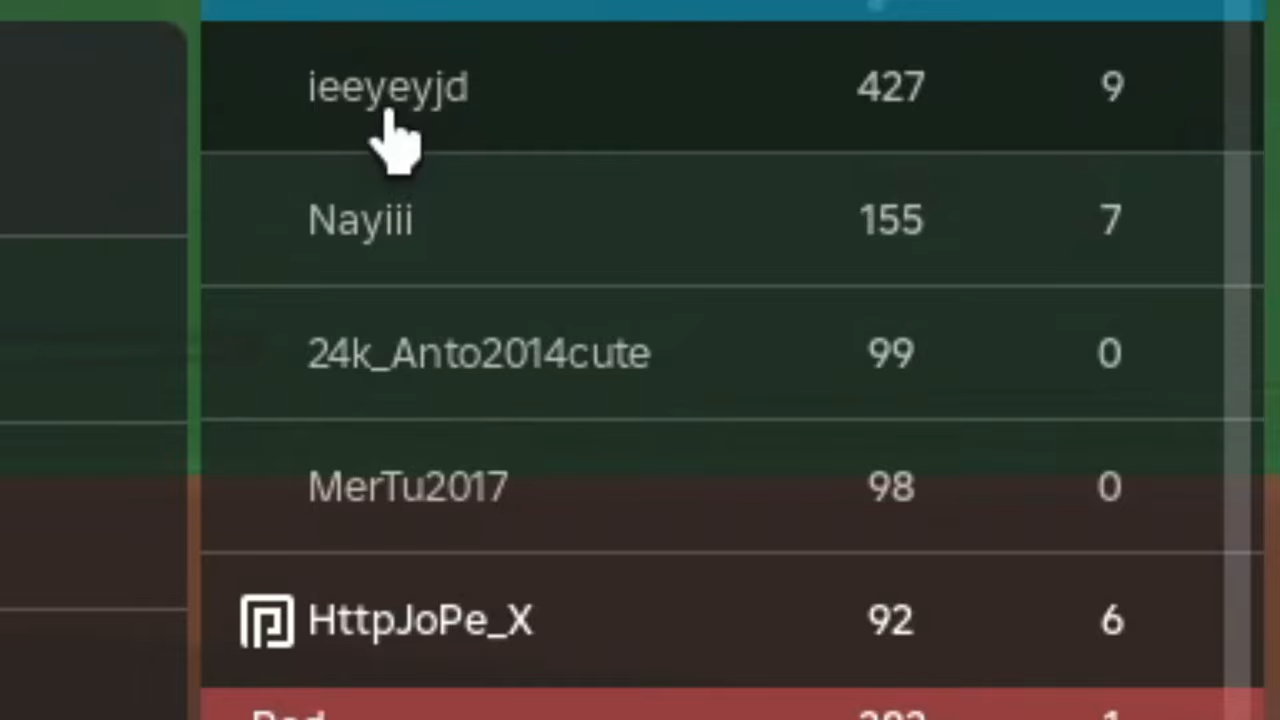 ieeyeyjd 427 9
Nayiii 155 7
24k_Anto2014cute 99 0
MerTu2017 98 0
HttpJoPe_X 92 6